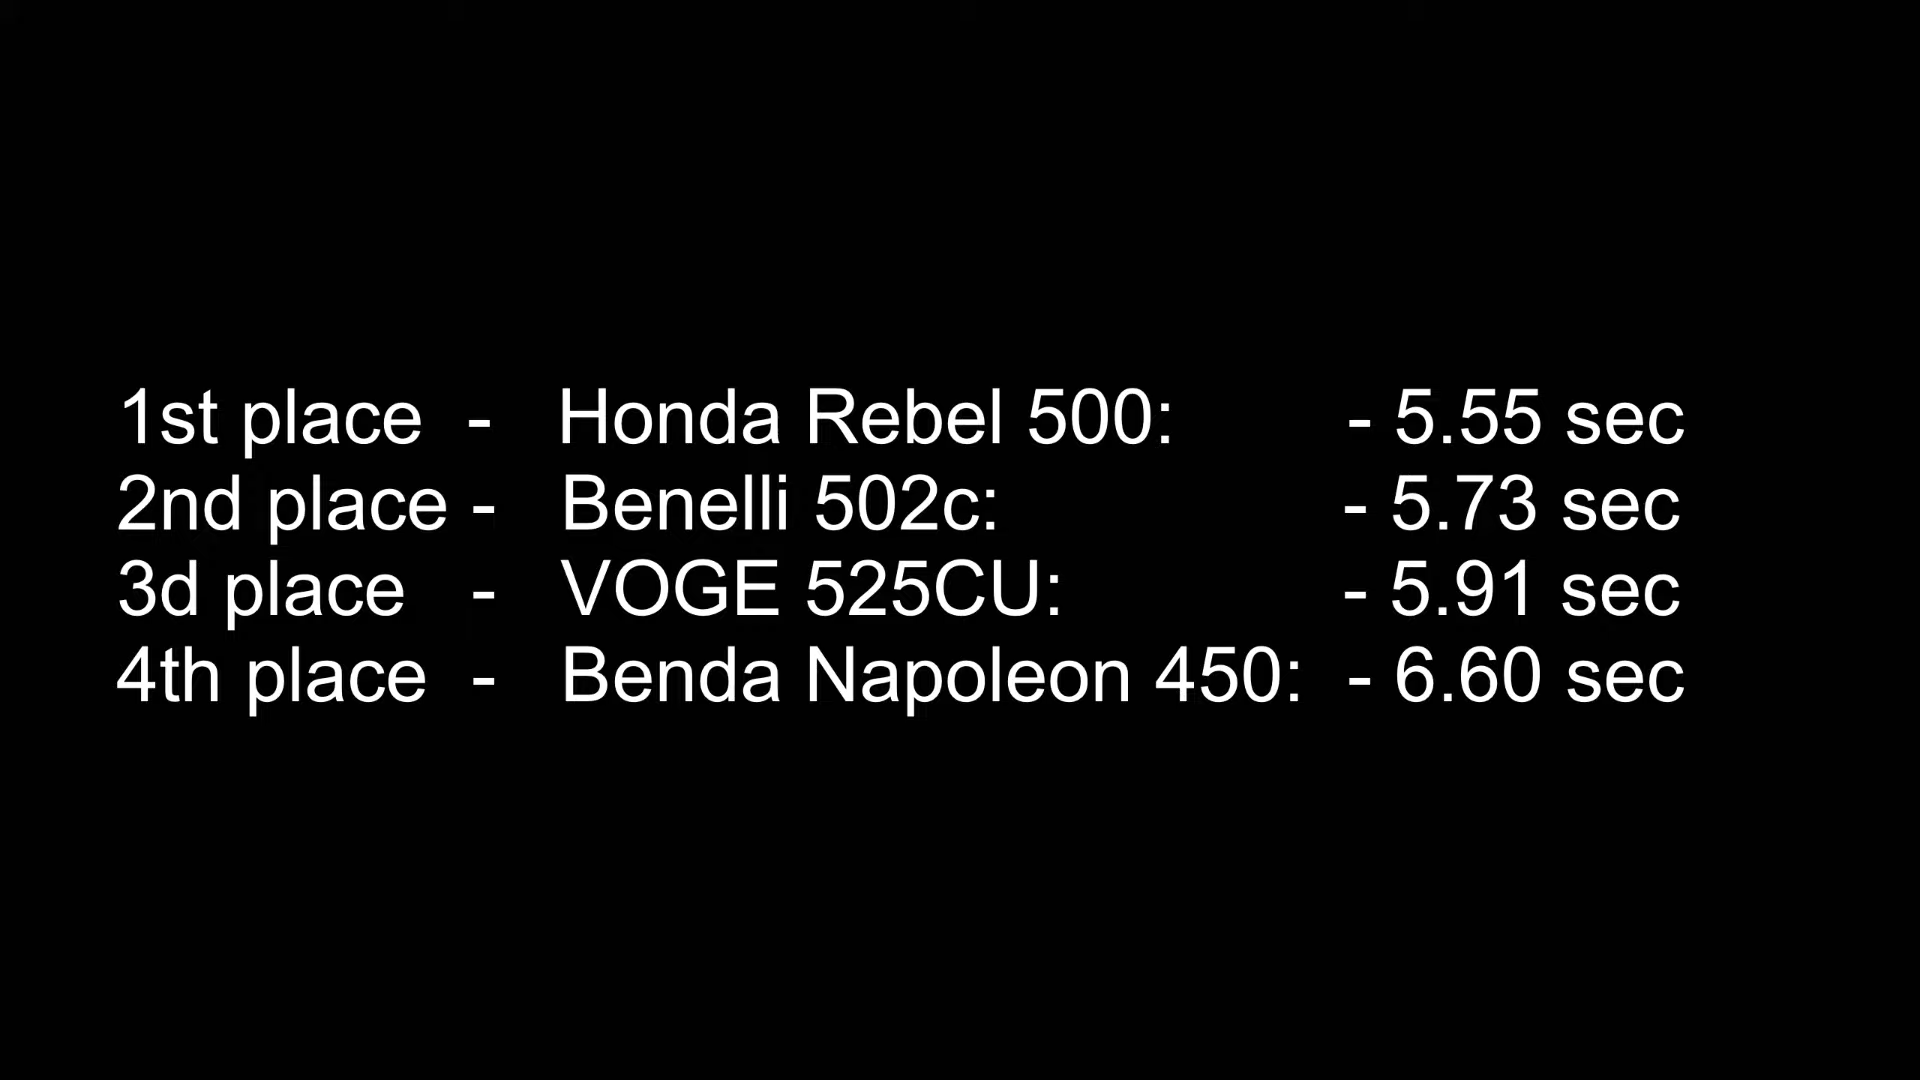 1st place - Honda Rebel 500: - 5.55 sec
2nd place - Benelli 502c: - 5.73 sec
3d place - VOGE 525CU: - 5.91 sec
4th place - Benda Napoleon 450: - 6.60 sec